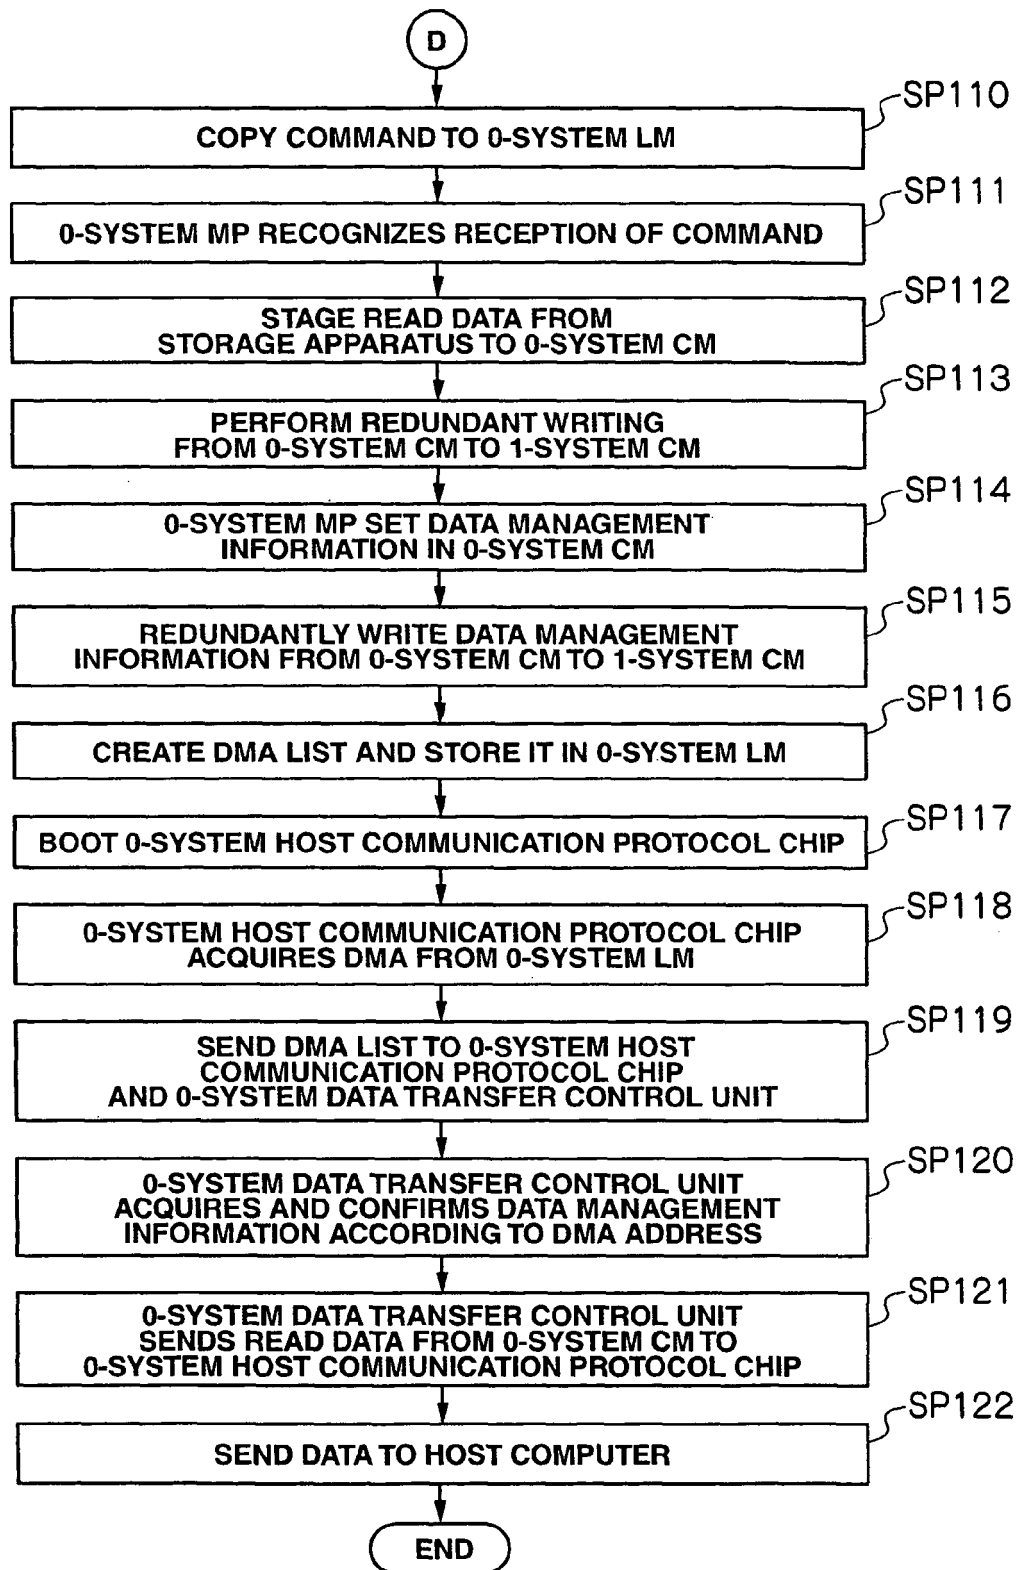 D
SP110
COPY COMMAND TO 0-SYSTEM LM
SP111
0-SYSTEM MP RECOGNIZES RECEPTION OF COMMAND
SP112
STAGE READ DATA FROM
STORAGE APPARATUS TO 0-SYSTEM CM
SP113
PERFORM REDUNDANT WRITING
FROM 0-SYSTEM CM TO 1-SYSTEM CM
SP114
0-SYSTEM MP SET DATA MANAGEMENT
INFORMATION IN 0-SYSTEM CM
SP115
REDUNDANTLY WRITE DATA MANAGEMENT
INFORMATION FROM 0-SYSTEM CM TO 1-SYSTEM CM
SP116
CREATE DMA LIST AND STORE IT IN 0-SYSTEM LM
SP117
BOOT 0-SYSTEM HOST COMMUNICATION PROTOCOL CHIP
SP118
0-SYSTEM HOST COMMUNICATION PROTOCOL CHIP
ACQUIRES DMA FROM 0-SYSTEM LM
SP119
SEND DMA LIST TO 0-SYSTEM HOST
COMMUNICATION PROTOCOL CHIP
AND 0-SYSTEM DATA TRANSFER CONTROL UNIT
SP120
0-SYSTEM DATA TRANSFER CONTROL UNIT
ACQUIRES AND CONFIRMS DATA MANAGEMENT
INFORMATION ACCORDING TO DMA ADDRESS
SP121
0-SYSTEM DATA TRANSFER CONTROL UNIT
SENDS READ DATA FROM 0-SYSTEM CM TO
0-SYSTEM HOST COMMUNICATION PROTOCOL CHIP
SP122
SEND DATA TO HOST COMPUTER
END